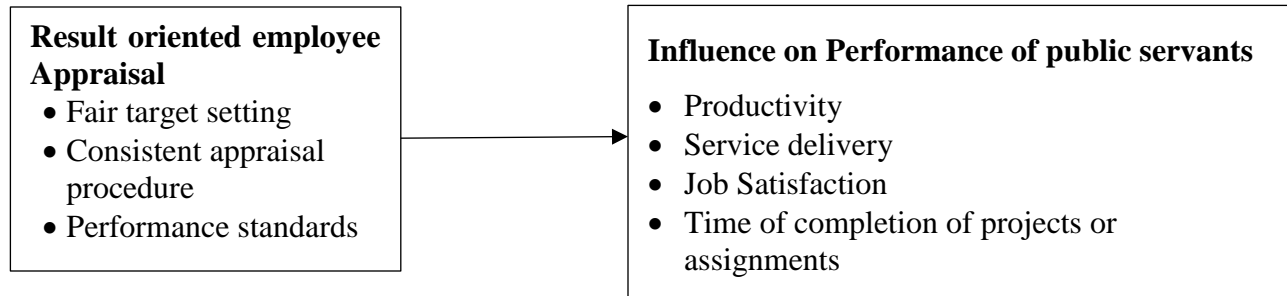 Result oriented employee
Appraisal
• Fair target setting
• Consistent appraisal
procedure
• Performance standards
Influence on Performance of public servants
• Productivity
• Service delivery
• Job Satisfaction
• Time of completion of projects or
assignments